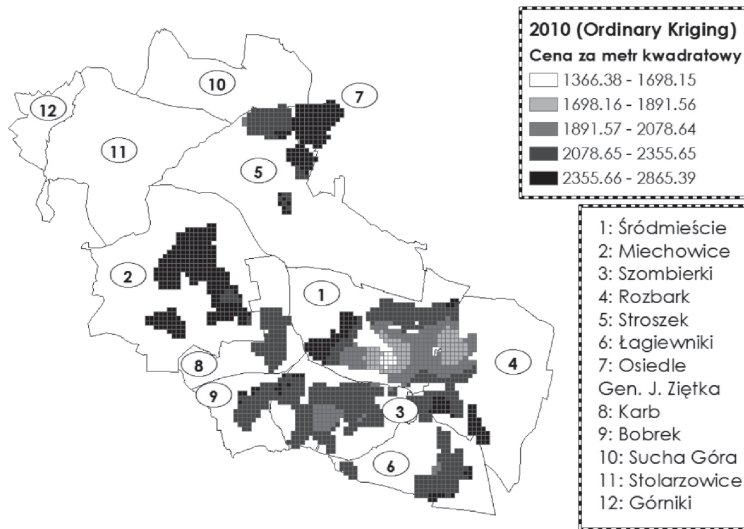 2010 (Ordinary Kriging)
Cena za metr kwadratowy
1366.38 - 1698.15
1698.16 - 1891.56
1891.57 - 2078.64
2078.65 - 2355.65
2355.66 - 2865.39
10
7
12
11
5
2
1
4
8
9
3
6
1: Śródmieście
2: Miechowice
3: Szombierki
4: Rozbark
5: Stroszek
6: Łagiewniki
7: Osiedle
Gen. J. Ziętka
8: Karb
9: Bobrek
10: Sucha Góra
11: Stolarzowice
12: Górniki